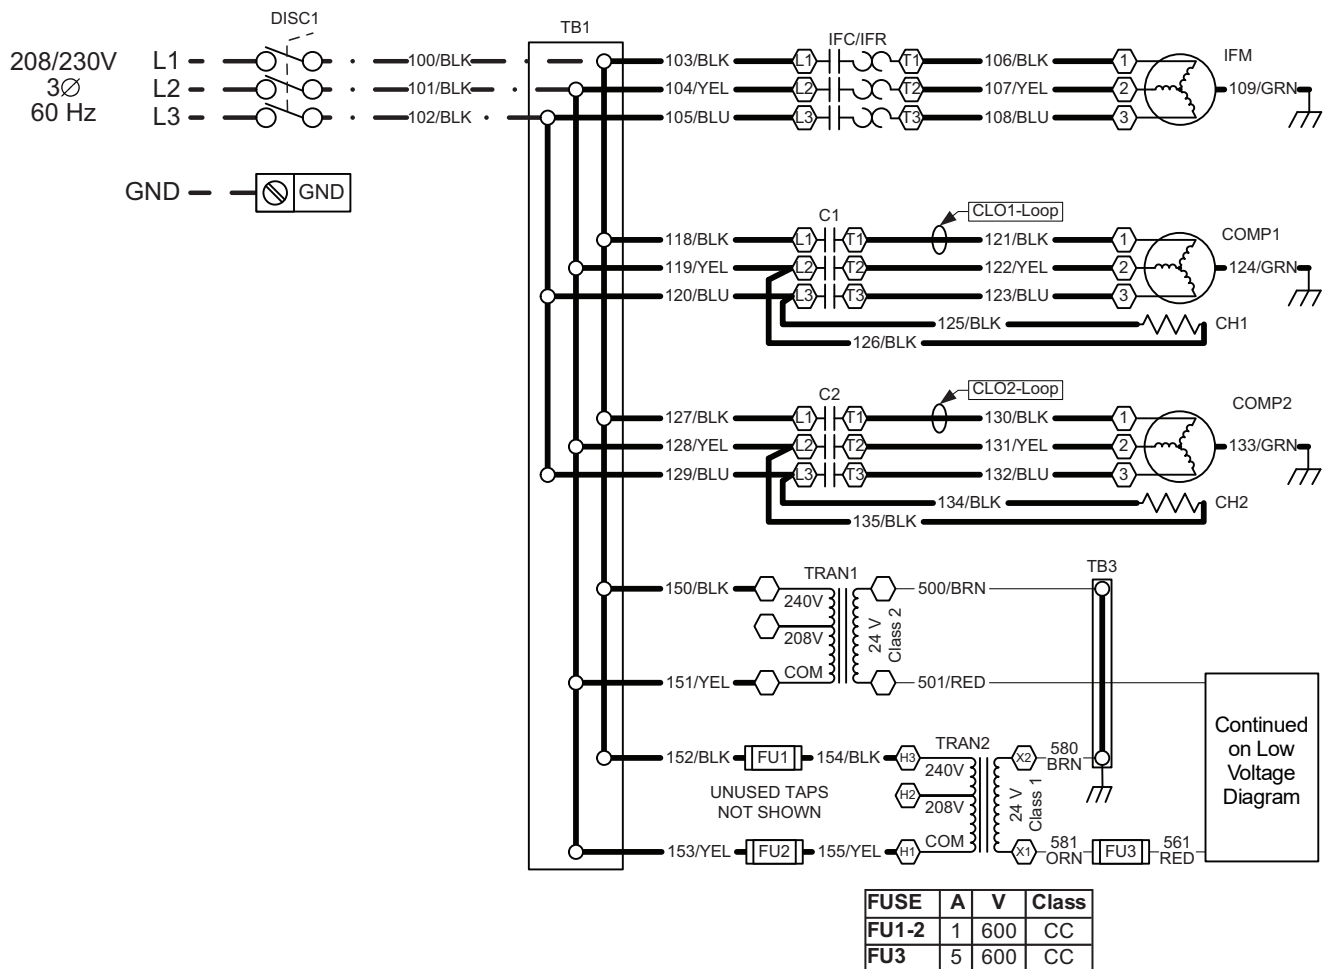 DISC1
208/230V
3Ø
60 Hz
L1
L2
L3
100/BLK
101/BLK
102/BLK
GND
GND
TB1
103/BLK
104/YEL
105/BLU
IFC/IFR
L1
L2
L3
T1
T2
T3
106/BLK
107/YEL
108/BLU
1
2
3
IFM
109/GRN
118/BLK
119/YEL
120/BLU
C1
L1
L2
L3
T1
T2
T3
CLO1-Loop
121/BLK
122/YEL
123/BLU
1
2
3
COMP1
124/GRN
125/BLK
126/BLK
CH1
127/BLK
128/YEL
129/BLU
C2
L1
L2
L3
T1
T2
T3
CLO2-Loop
130/BLK
131/YEL
132/BLU
1
2
3
COMP2
133/GRN
134/BLK
135/BLK
CH2
150/BLK
151/YEL
TRAN1
240V
208V
COM
24 V
Class 2
500/BRN
501/RED
TB3
152/BLK
FU1
154/BLK
UNUSED TAPS
NOT SHOWN
153/YEL
FU2
155/YEL
H3
H2
H1
TRAN2
240V
208V
COM
24 V
Class 1
X2
X1
580
BRN
581
ORN
FU3
561
RED
Continued
on Low
Voltage
Diagram
FUSE A V Class
FU1-2 1 600 CC
FU3 5 600 CC